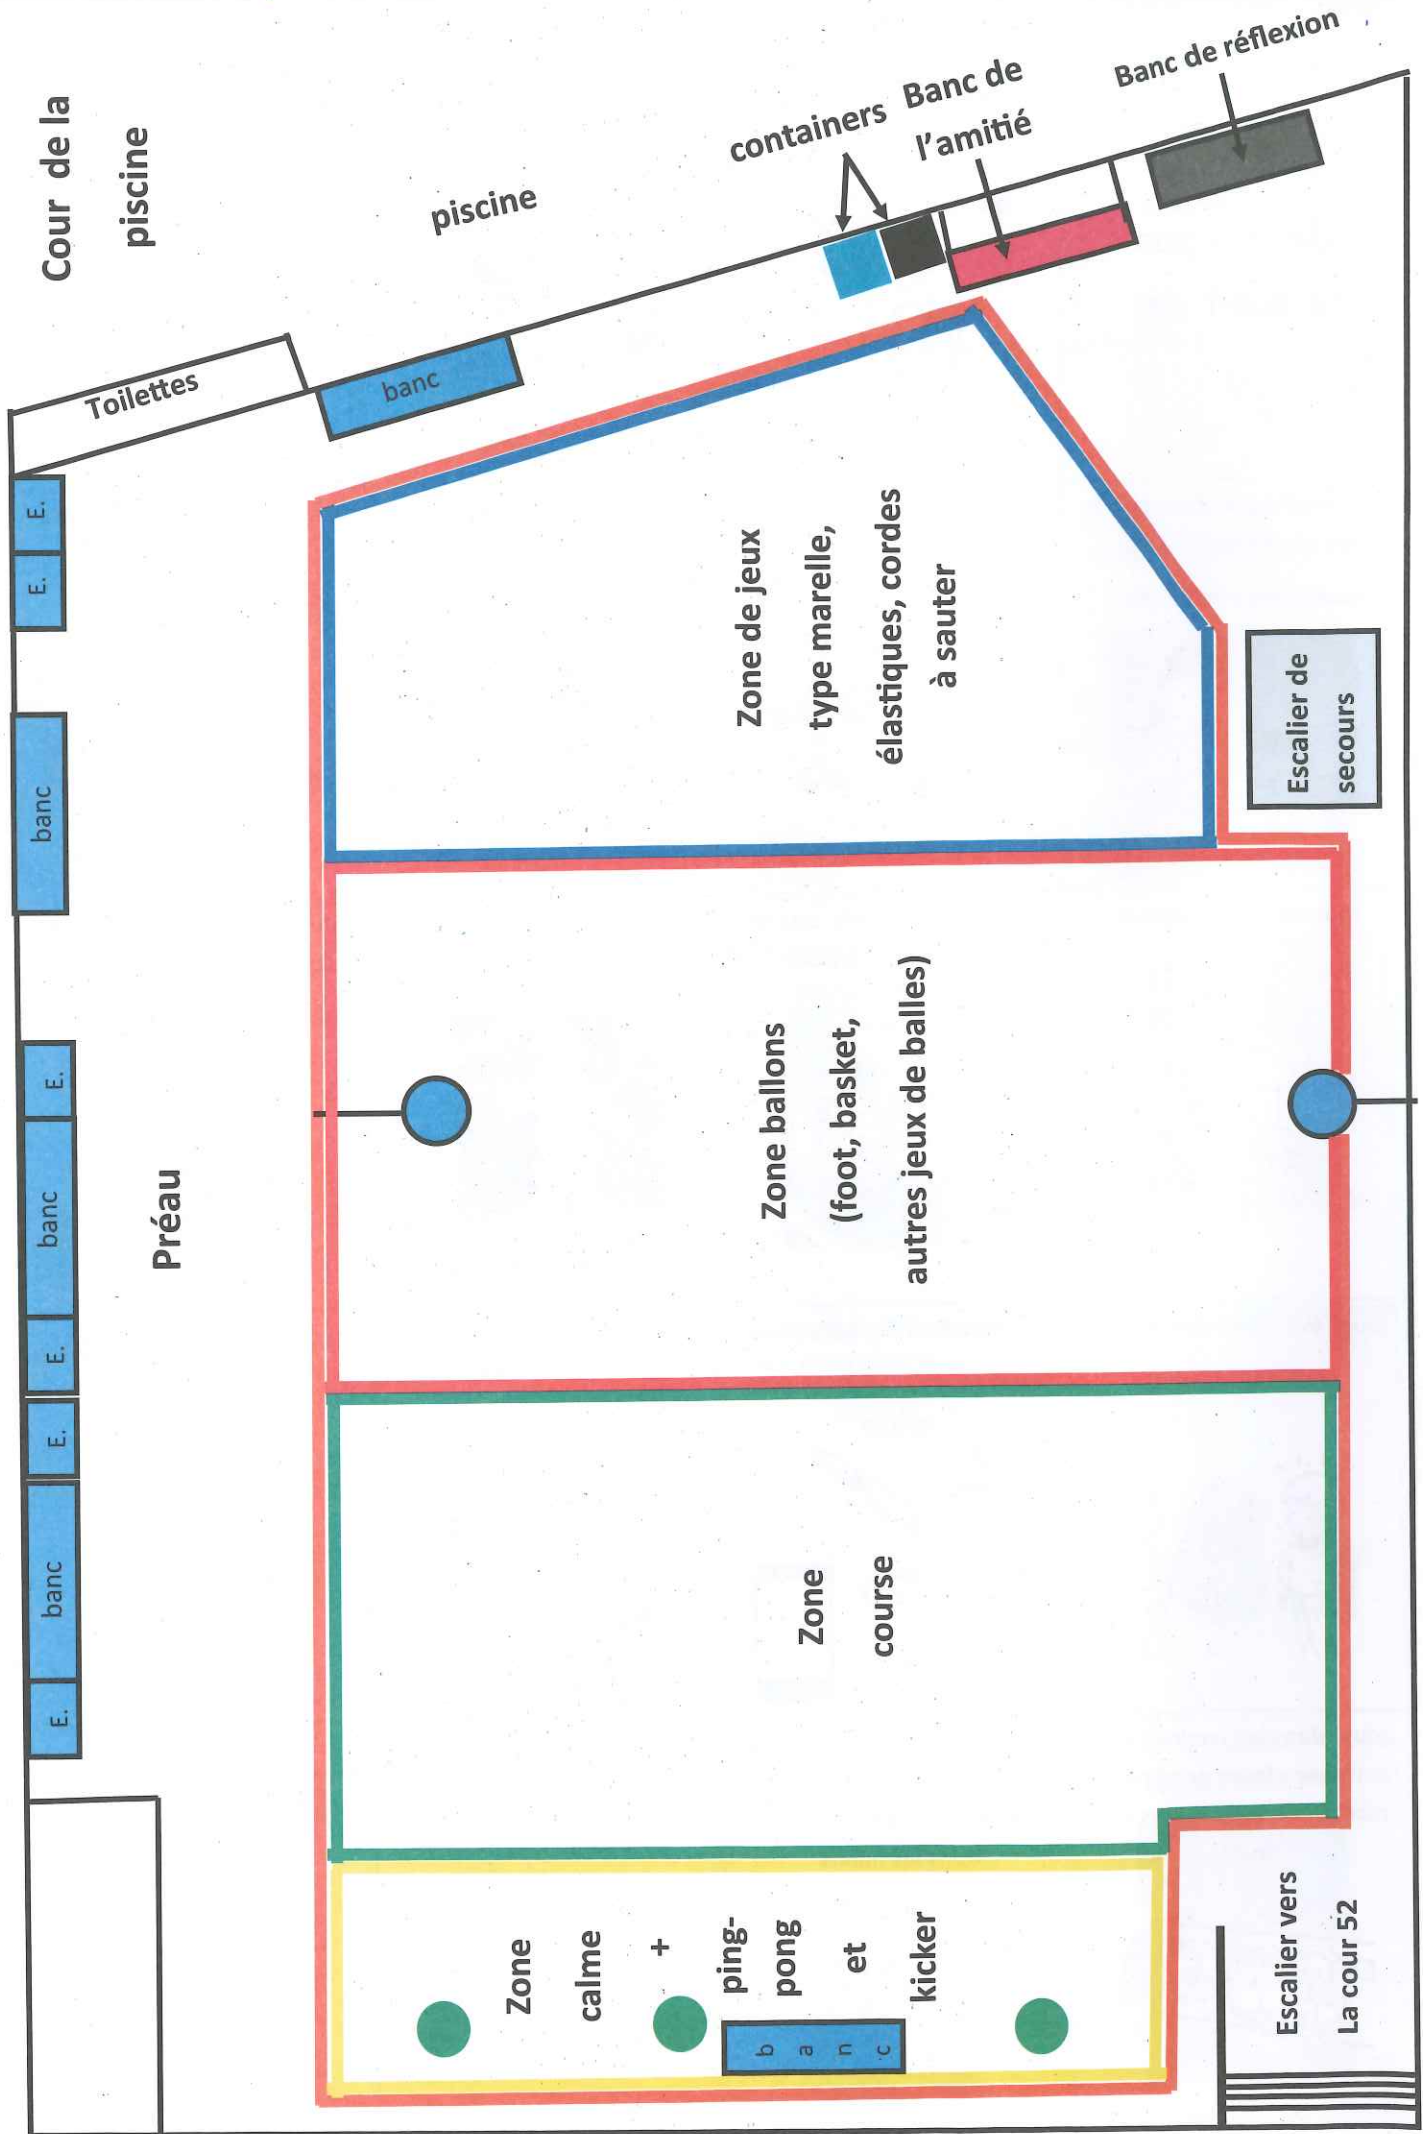 Cour de la
piscine
piscine
containers
Banc de
l'amitié
Banc de réflexion
Toilettes
banc
E.
E.
banc
E.
banc
E.
E.
banc
E.
Préau
Zone de jeux
type marelle,
élastiques, cordes
à sauter
Escalier de
secours
Zone ballons
(foot, basket,
autres jeux de balles)
Zone
course
Zone
calme
+
ping-
pong
et
kicker
b
a
n
c
Escalier vers
La cour 52